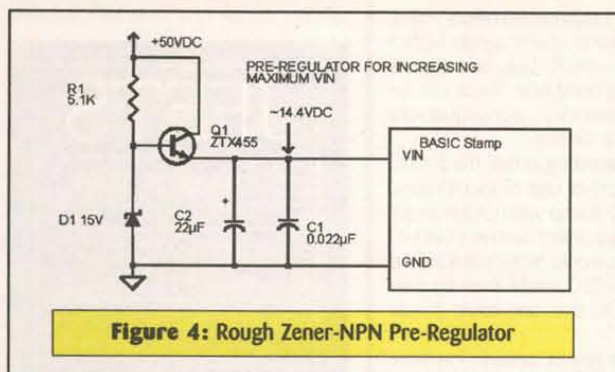 +50VDC
PRE-REGULATOR FOR INCREASING
MAXIMUM VIN
R1
5.1K
~14.4VDC
Q1
ZTX455
BASIC Stamp
VIN
D1 15V
+
C2
22µF
C1
0.022µF
GND
Figure 4: Rough Zener-NPN Pre-Regulator